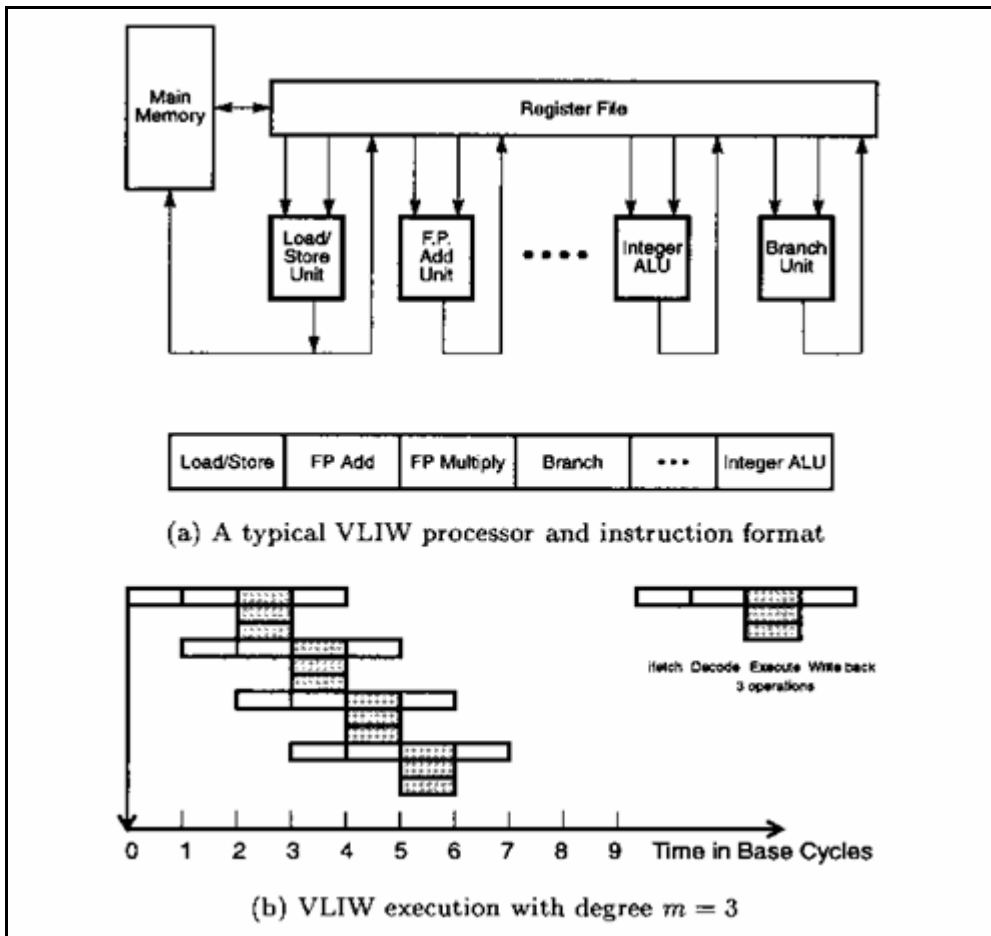 Main
Memory
Register File
Load/
Store
Unit
F.P.
Add
Unit
Integer
ALU
Branch
Unit
Load/Store FP Add FP Multiply Branch • • • Integer ALU
(a) A typical VLIW processor and instruction format
ifetch Decode Execute Write back
3 operations
0 1 2 3 4 5 6 7 8 9 Time in Base Cycles
(b) VLIW execution with degree m = 3